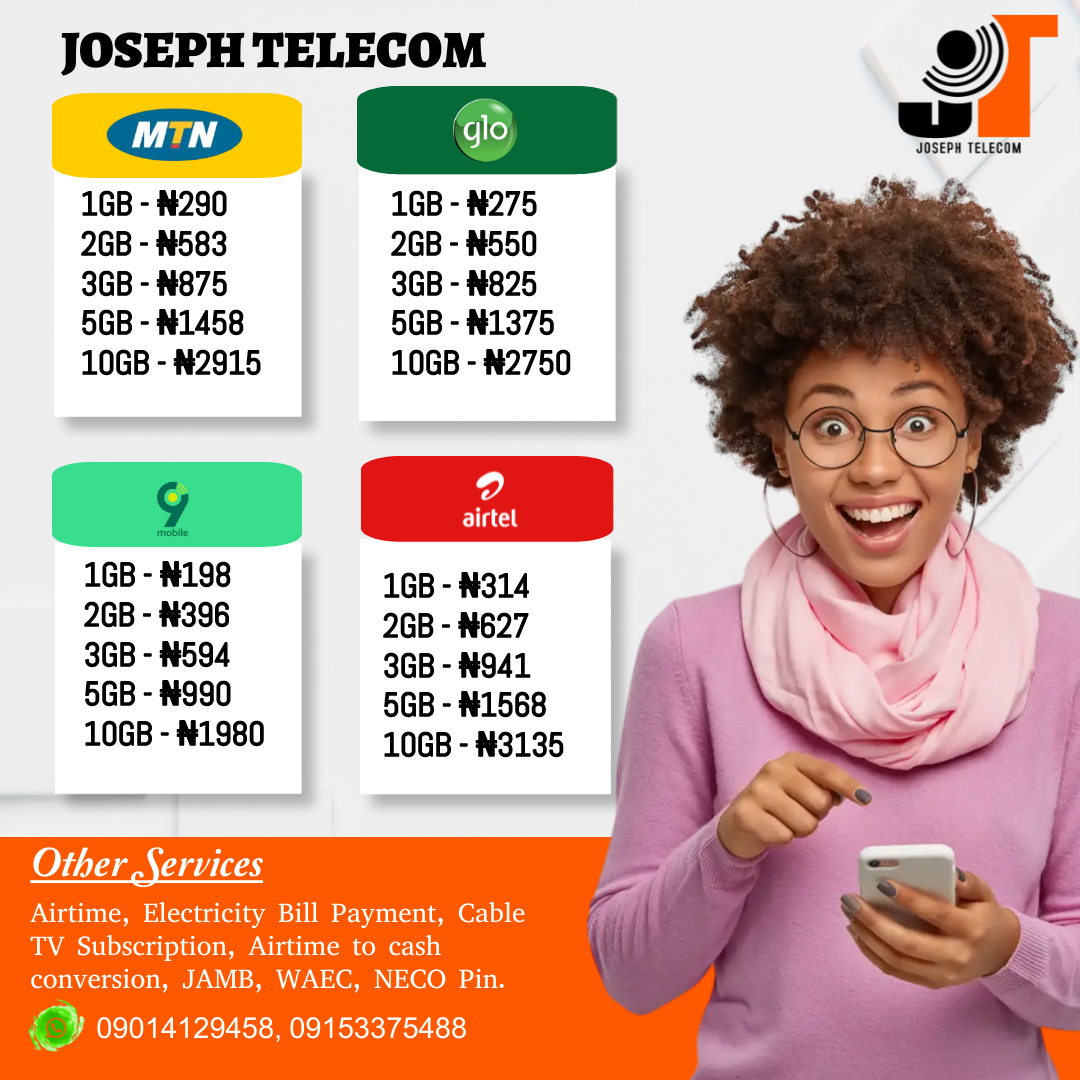 JOSEPH TELECOM
JT
JOSEPH TELECOM
MTN
1GB - ₦290
2GB - ₦583
3GB - ₦875
5GB - ₦1458
10GB - ₦2915
glo
1GB - ₦275
2GB - ₦550
3GB - ₦825
5GB - ₦1375
10GB - ₦2750
9
mobile
1GB - ₦198
2GB - ₦396
3GB - ₦594
5GB - ₦990
10GB - ₦1980
airtel
1GB - ₦314
2GB - ₦627
3GB - ₦941
5GB - ₦1568
10GB - ₦3135
Other Services
Airtime, Electricity Bill Payment, Cable
TV Subscription, Airtime to cash
conversion, JAMB, WAEC, NECO Pin.
09014129458, 09153375488